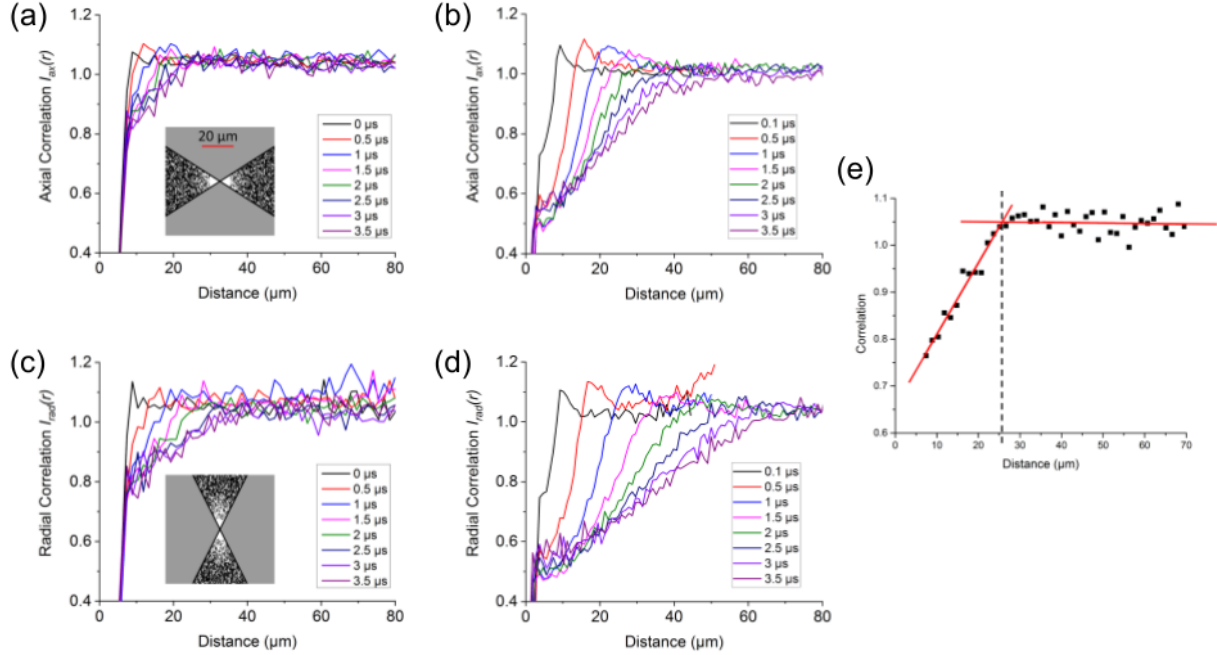 (a)
1.2
1.0
0.8
0.6
0.4
0
20
40
60
80
Axial Correlation I_ax(r)
Distance (µm)
20 µm
0 µs
0.5 µs
1 µs
1.5 µs
2 µs
2.5 µs
3 µs
3.5 µs
(b)
1.2
1.0
0.8
0.6
0.4
0
20
40
60
80
Axial Correlation I_ax(r)
Distance (µm)
0.1 µs
0.5 µs
1 µs
1.5 µs
2 µs
2.5 µs
3 µs
3.5 µs
(c)
1.2
1.0
0.8
0.6
0.4
0
20
40
60
80
Radial Correlation I_rad(r)
Distance (µm)
0 µs
0.5 µs
1 µs
1.5 µs
2 µs
2.5 µs
3 µs
3.5 µs
(d)
1.2
1.0
0.8
0.6
0.4
0
20
40
60
80
Radial Correlation I_rad(r)
Distance (µm)
0.1 µs
0.5 µs
1 µs
1.5 µs
2 µs
2.5 µs
3 µs
3.5 µs
(e)
1.1
1.0
0.9
0.8
0.7
0.6
0
10
20
30
40
50
60
70
Correlation
Distance (µm)